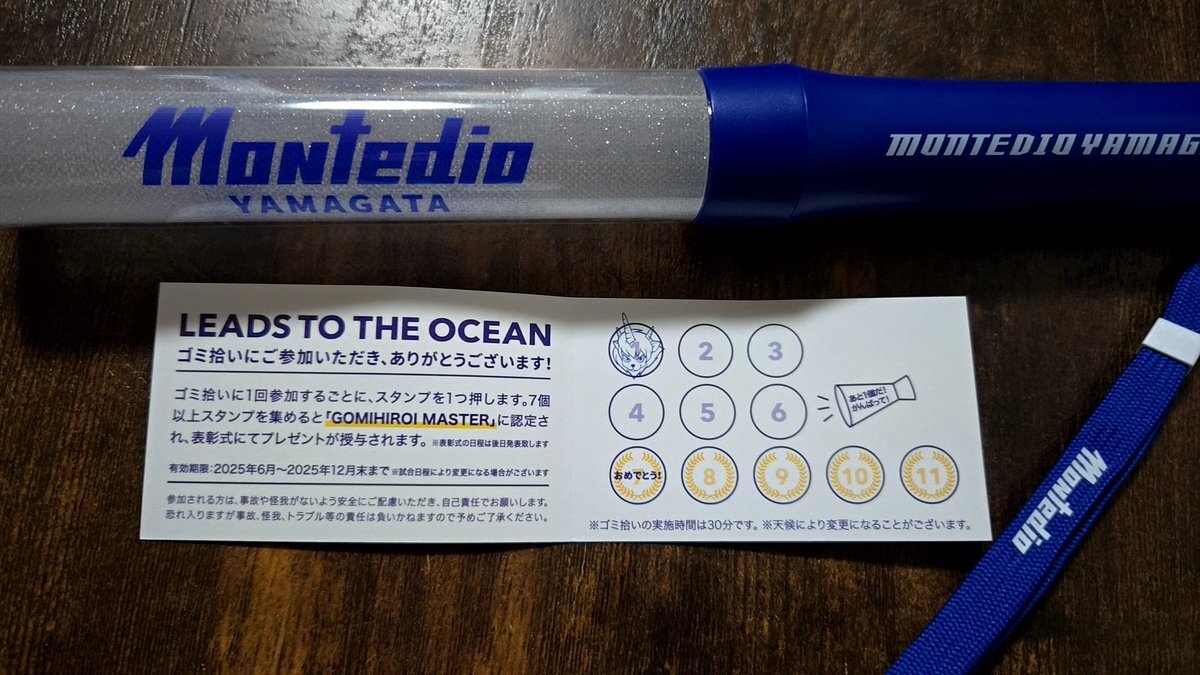 Montedio
YAMAGATA
MONTEDIO YAMAG
LEADS TO THE OCEAN
ゴミ拾いにご参加いただき、ありがとうございます!
ゴミ拾いに1回参加するごとに、スタンプを1つ押します。7個
以上スタンプを集めると「GOMIHIROI MASTER」に認定さ
れ、表彰式にてプレゼントが授与されます。 ※表彰式の日程は後日発表致します
有効期限:2025年6月〜2025年12月末まで ※試合日程により変更になる場合がございます
参加される方は、事故や怪我がないよう安全にご配慮いただき、自己責任でお願いします。
恐れ入りますが事故、怪我、トラブル等の責任は負いかねますので予めご了承ください。
1 2 3
4 5 6
あと1個だ!
がんばって!
7 8 9 10 11
おめでとう!
※ゴミ拾いの実施時間は30分です。 ※天候により変更になることがございます。
Montedio